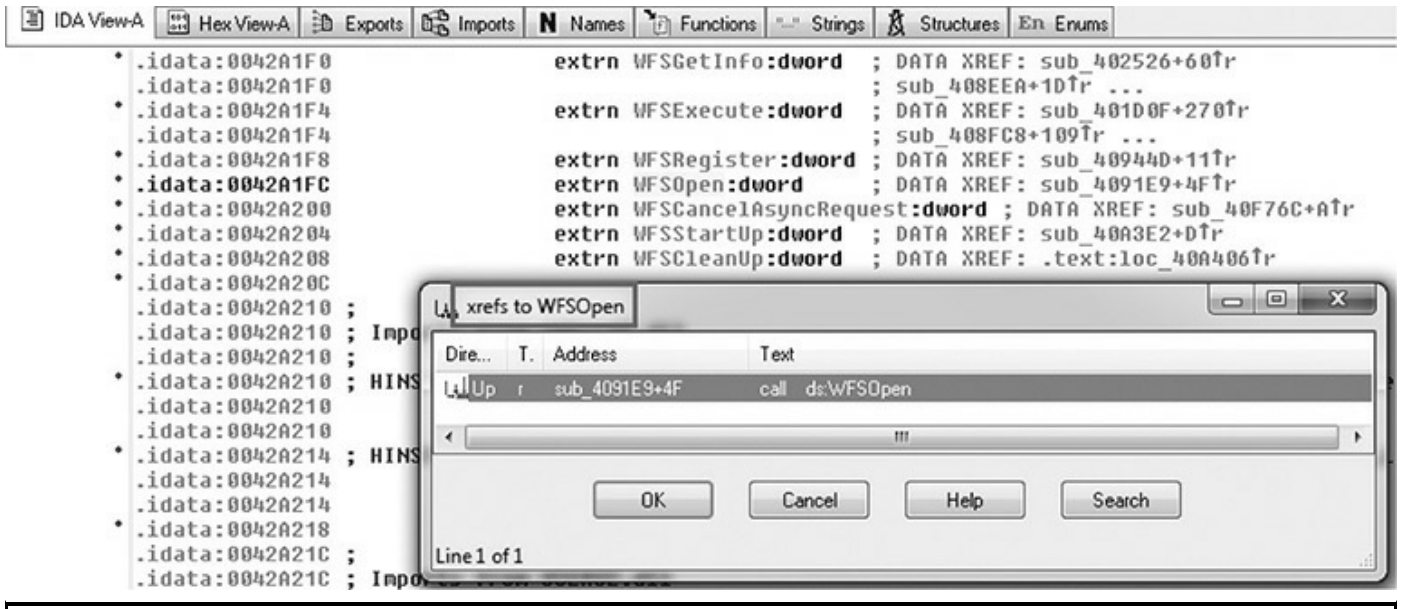 IDA View-A Hex View-A Exports Imports N Names Functions "..." Strings Structures En Enums
.idata:0042A1F0 extrn WFSGetInfo:dword ; DATA XREF: sub_402526+60↑r
.idata:0042A1F0 ; sub_408EEA+1D↑r ...
.idata:0042A1F4 extrn WFSExecute:dword ; DATA XREF: sub_401D0F+270↑r
.idata:0042A1F4 ; sub_408FC8+109↑r ...
.idata:0042A1F8 extrn WFSRegister:dword ; DATA XREF: sub_40944D+11↑r
.idata:0042A1FC extrn WFSOpen:dword ; DATA XREF: sub_4091E9+4F↑r
.idata:0042A200 extrn WFSCancelAsyncRequest:dword ; DATA XREF: sub_40F76C+A↑r
.idata:0042A204 extrn WFSStartUp:dword ; DATA XREF: sub_40A3E2+D↑r
.idata:0042A208 extrn WFSCleanUp:dword ; DATA XREF: .text:loc_40A406↑r
.idata:0042A20C
.idata:0042A210 ;
.idata:0042A210 ; Impo
.idata:0042A210 ;
.idata:0042A210 ; HINS
.idata:0042A210
.idata:0042A210
.idata:0042A214 ; HINS
.idata:0042A214
.idata:0042A214
.idata:0042A218
.idata:0042A21C ;
.idata:0042A21C ; Impo
xrefs to WFSOpen
Dire... T. Address Text
Up r sub_4091E9+4F call ds:WFSOpen
OK Cancel Help Search
Line 1 of 1